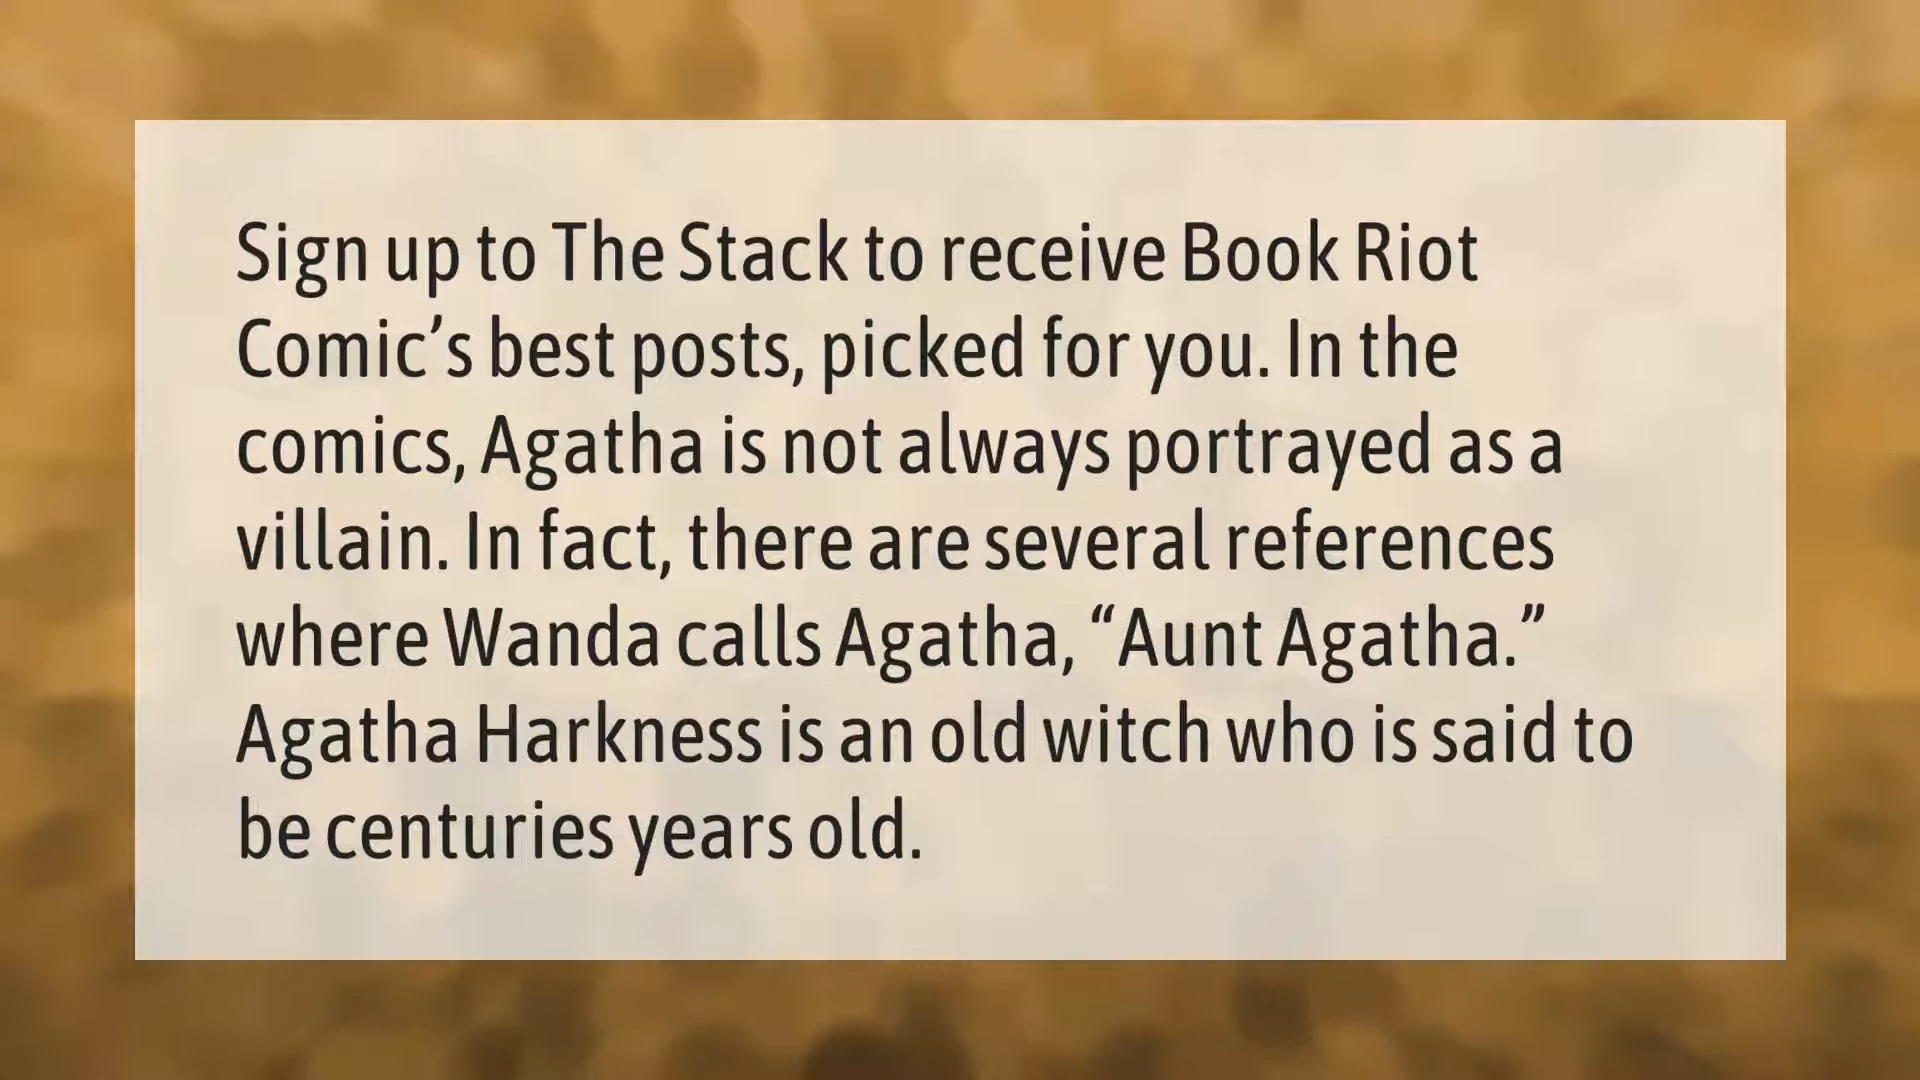 Sign up to The Stack to receive Book Riot
Comic’s best posts, picked for you. In the
comics, Agatha is not always portrayed as a
villain. In fact, there are several references
where Wanda calls Agatha, “Aunt Agatha.”
Agatha Harkness is an old witch who is said to
be centuries years old.